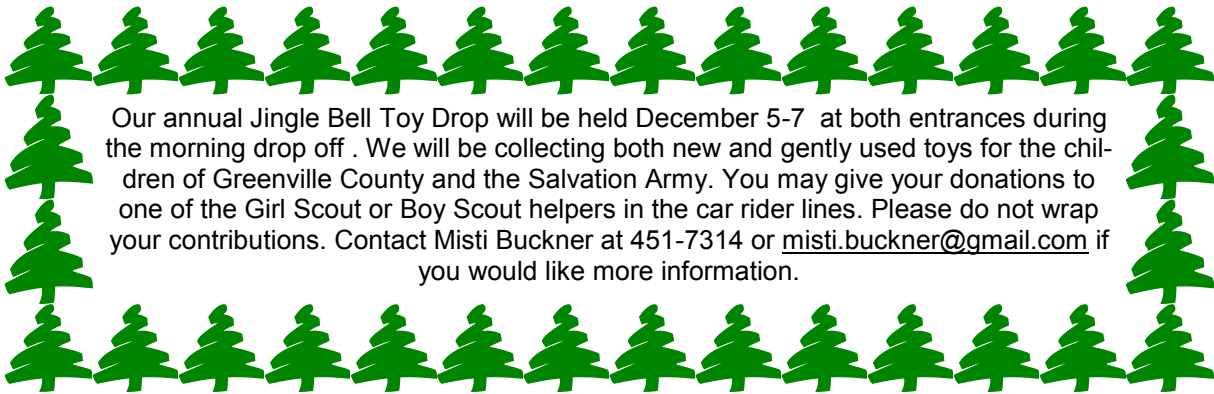 Our annual Jingle Bell Toy Drop will be held December 5-7  at both entrances during
the morning drop off . We will be collecting both new and gently used toys for the chil-
dren of Greenville County and the Salvation Army. You may give your donations to
one of the Girl Scout or Boy Scout helpers in the car rider lines. Please do not wrap
your contributions. Contact Misti Buckner at 451-7314 or misti.buckner@gmail.com if
you would like more information.